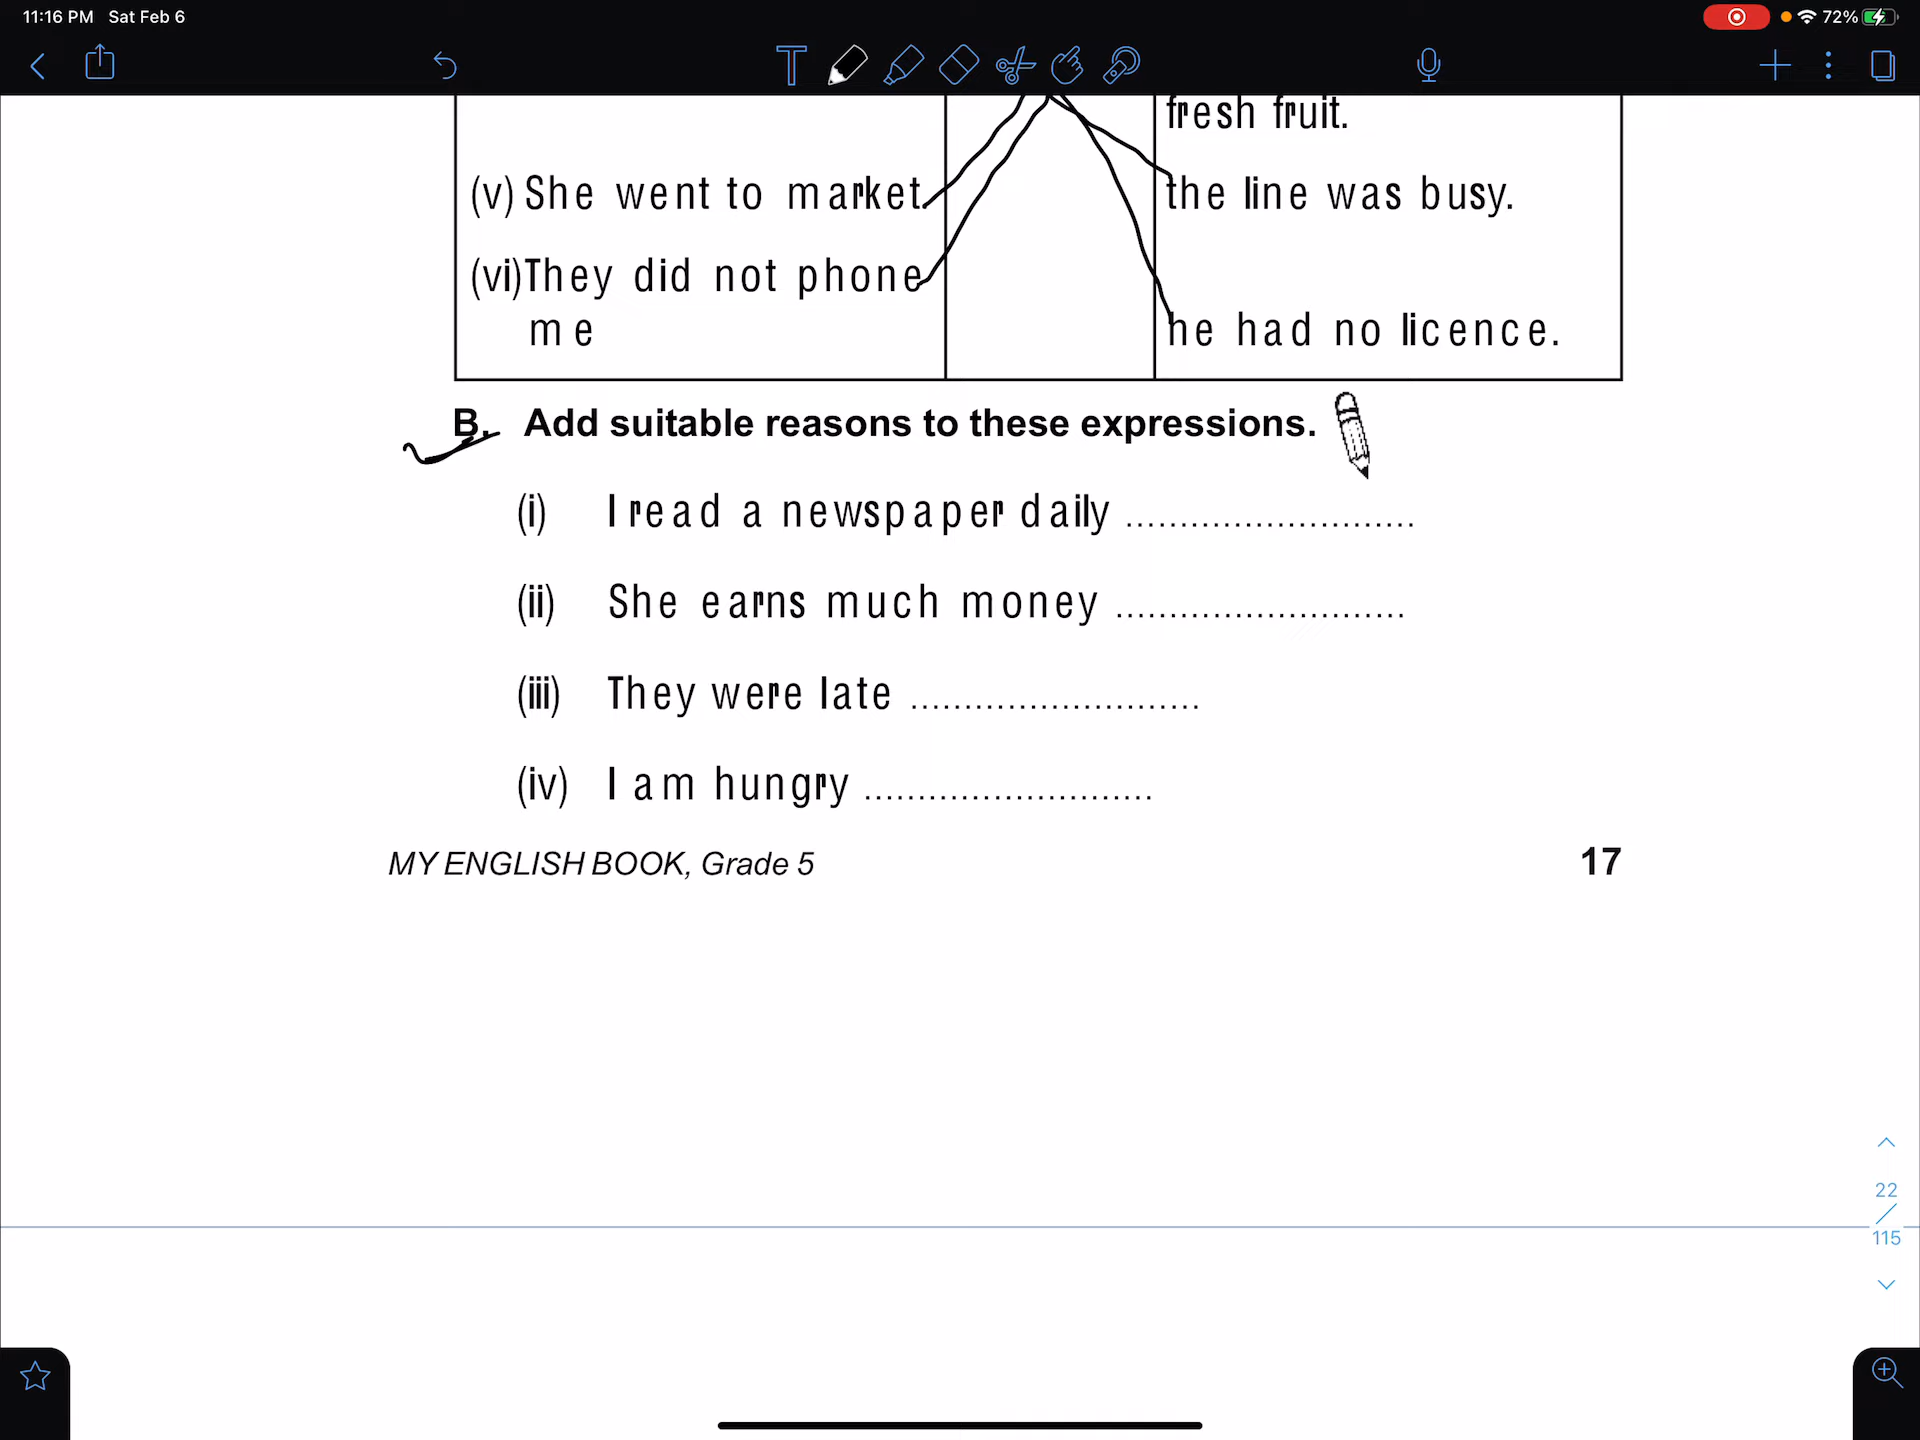 11:16 PM Sat Feb 6
72%
fresh fruit.
(v) She went to market. the line was busy.
(vi) They did not phone
me he had no licence.
B. Add suitable reasons to these expressions.
(i) I read a newspaper daily ...........................
(ii) She earns much money ...........................
(iii) They were late ...........................
(iv) I am hungry ...........................
MY ENGLISH BOOK, Grade 5 17
22
/
115